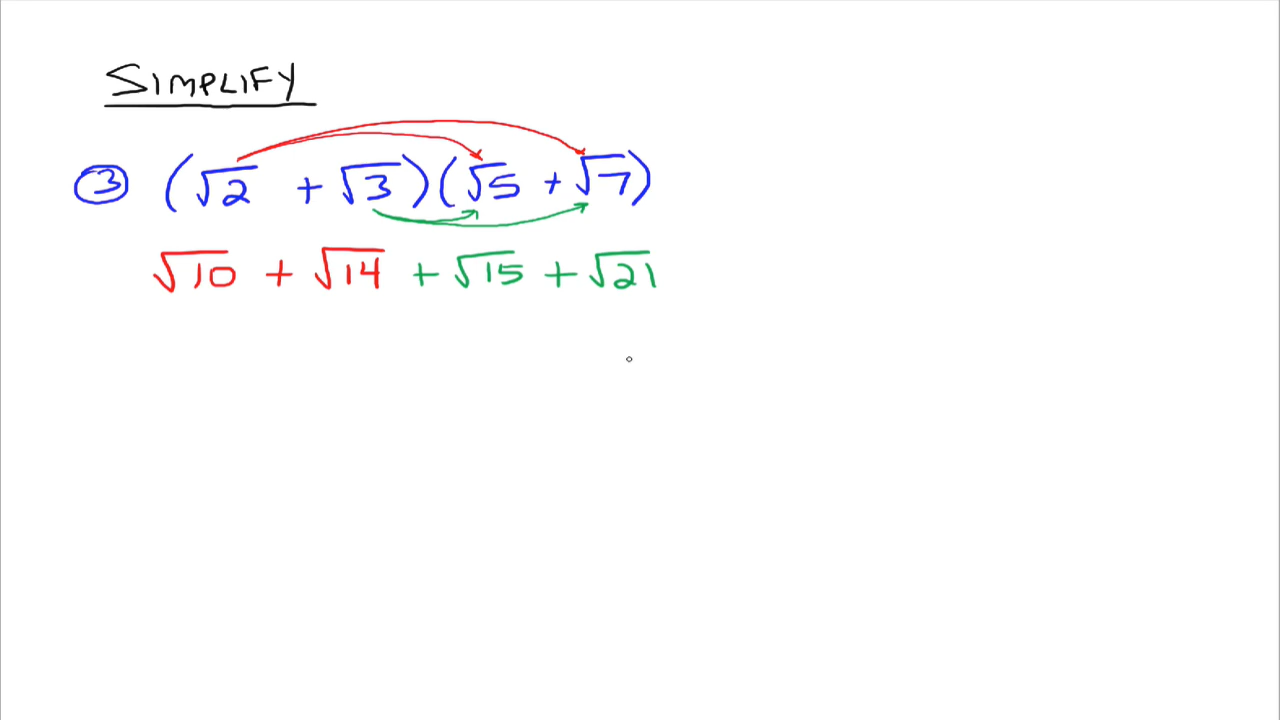 SIMPLIFY
③ (√2 + √3)(√5 + √7)
√10 + √14 + √15 + √21